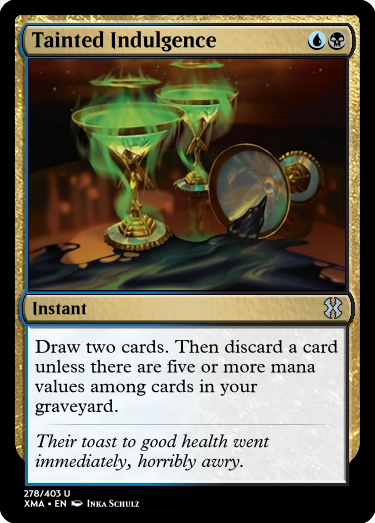 Tainted Indulgence
Instant
Draw two cards. Then discard a card
unless there are five or more mana
values among cards in your
graveyard.
Their toast to good health went
immediately, horribly awry.
278/403 U
XMA • EN Inka Schulz